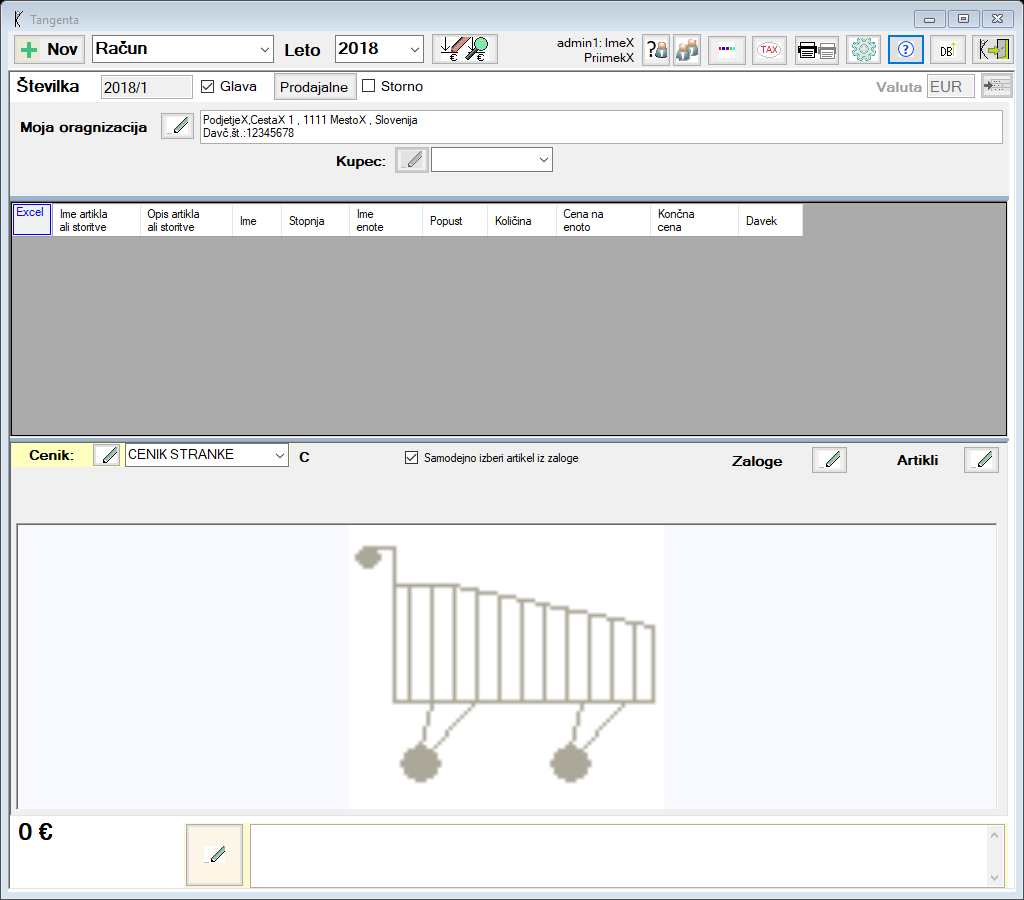 Tangenta
Nov Račun Leto 2018 € € admin1: ImeX PriimekX TAX DB
Številka 2018/1 Glava Prodajalne Storno Valuta EUR
Moja oragnizacija PodjetjeX,CestaX 1 , 1111 MestoX , Slovenija
Davč.št.:12345678
Kupec:
Excel Ime artikla ali storitve Opis artikla ali storitve Ime Stopnja Ime enote Popust Količina Cena na enoto Končna cena Davek
Cenik: CENIK STRANKE C Samodejno izberi artikel iz zaloge Zaloge Artikli
0 €